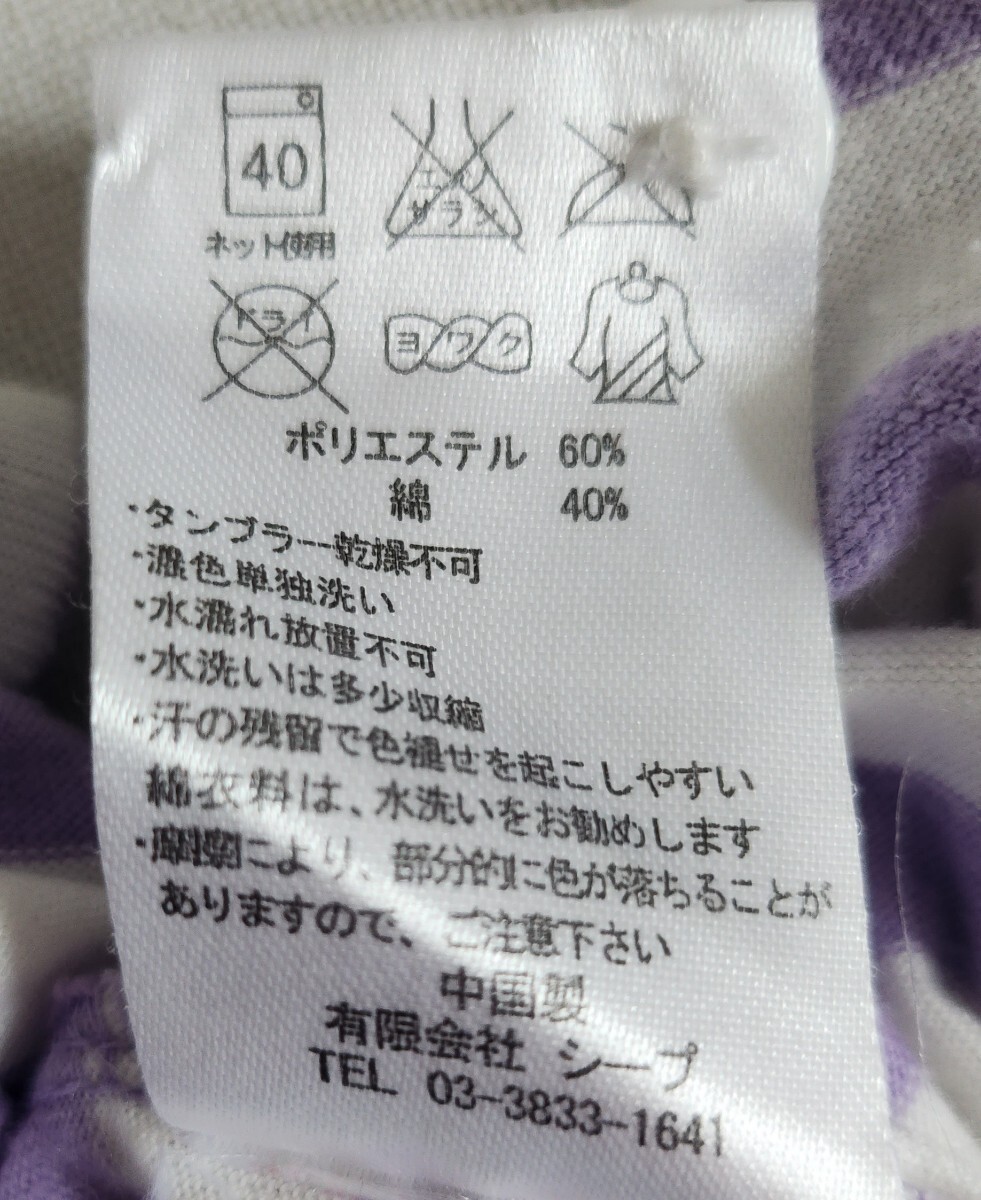 40
ネット使用
エンソ
サラシ
ドライ
ヨワク
ポリエステル 60%
綿 40%
・タンブラー乾燥不可
・濃色単独洗い
・水濡れ放置不可
・水洗いは多少収縮
・汗の残留で色褪せを起こしやすい
綿衣料は、水洗いをお勧めします
・摩擦により、部分的に色が落ちることが
ありますので、ご注意下さい
中国製
有限会社 シープ
TEL 03-3833-1641